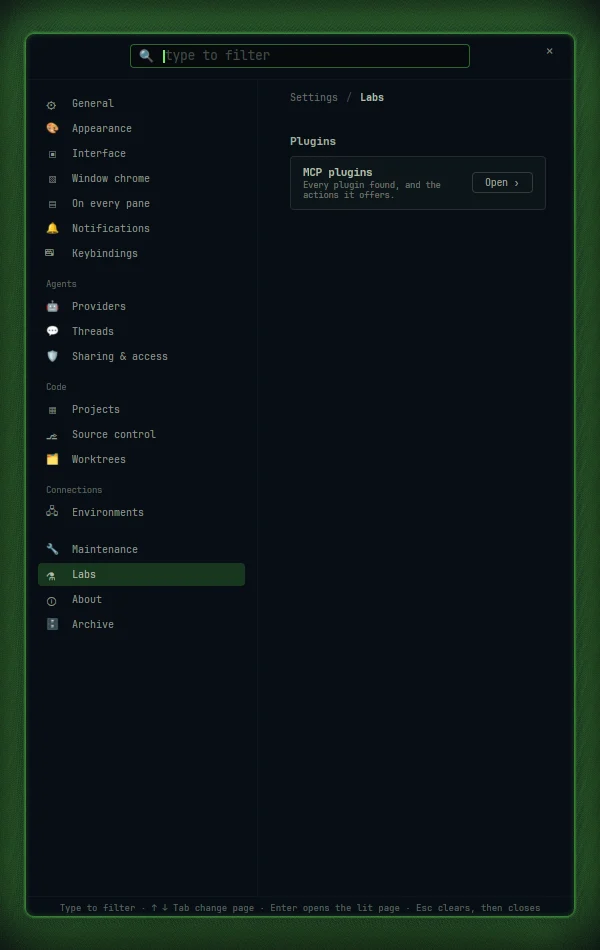 type to filter
×
General
Appearance
Interface
Window chrome
On every pane
Notifications
Keybindings
Agents
Providers
Threads
Sharing & access
Code
Projects
Source control
Worktrees
Connections
Environments
Maintenance
Labs
About
Archive
Settings / Labs
Plugins
MCP plugins
Every plugin found, and the
actions it offers.
Open ›
Type to filter · ↑ ↓ Tab change page · Enter opens the lit page · Esc clears, then closes